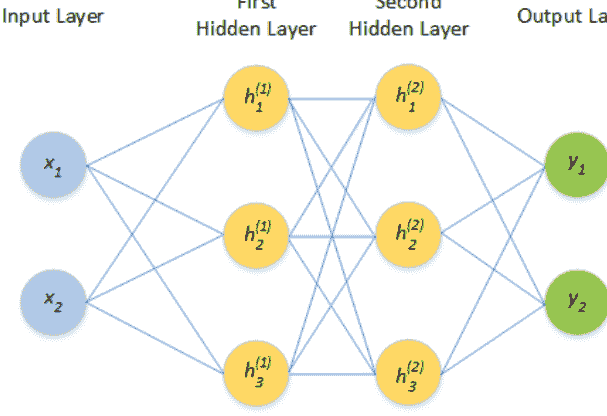 Input Layer
First
Hidden Layer
Second
Hidden Layer
Output La
x₁
x₂
h₁⁽¹⁾
h₂⁽¹⁾
h₃⁽¹⁾
h₁⁽²⁾
h₂⁽²⁾
h₃⁽²⁾
y₁
y₂